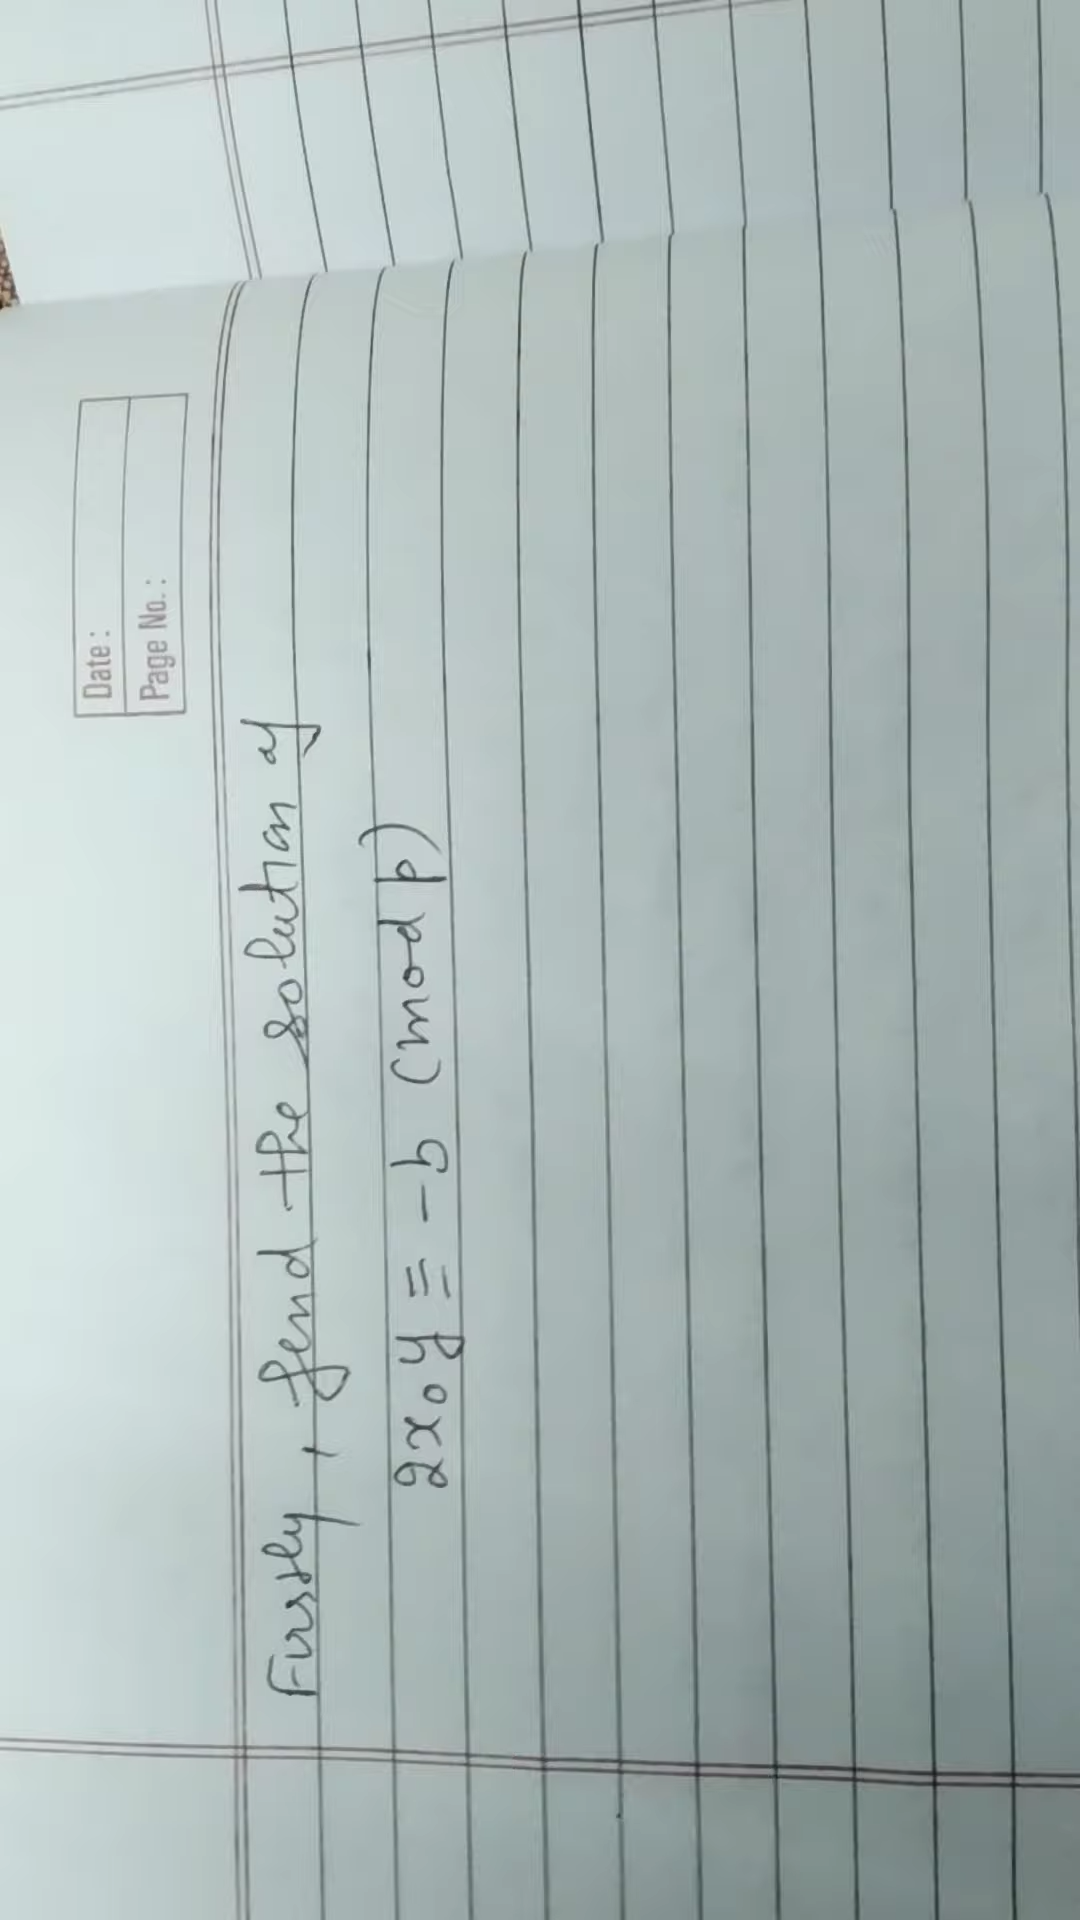 Date :
Page No. :
Firstly, find the solution of
2x₀y ≡ -b (mod p)